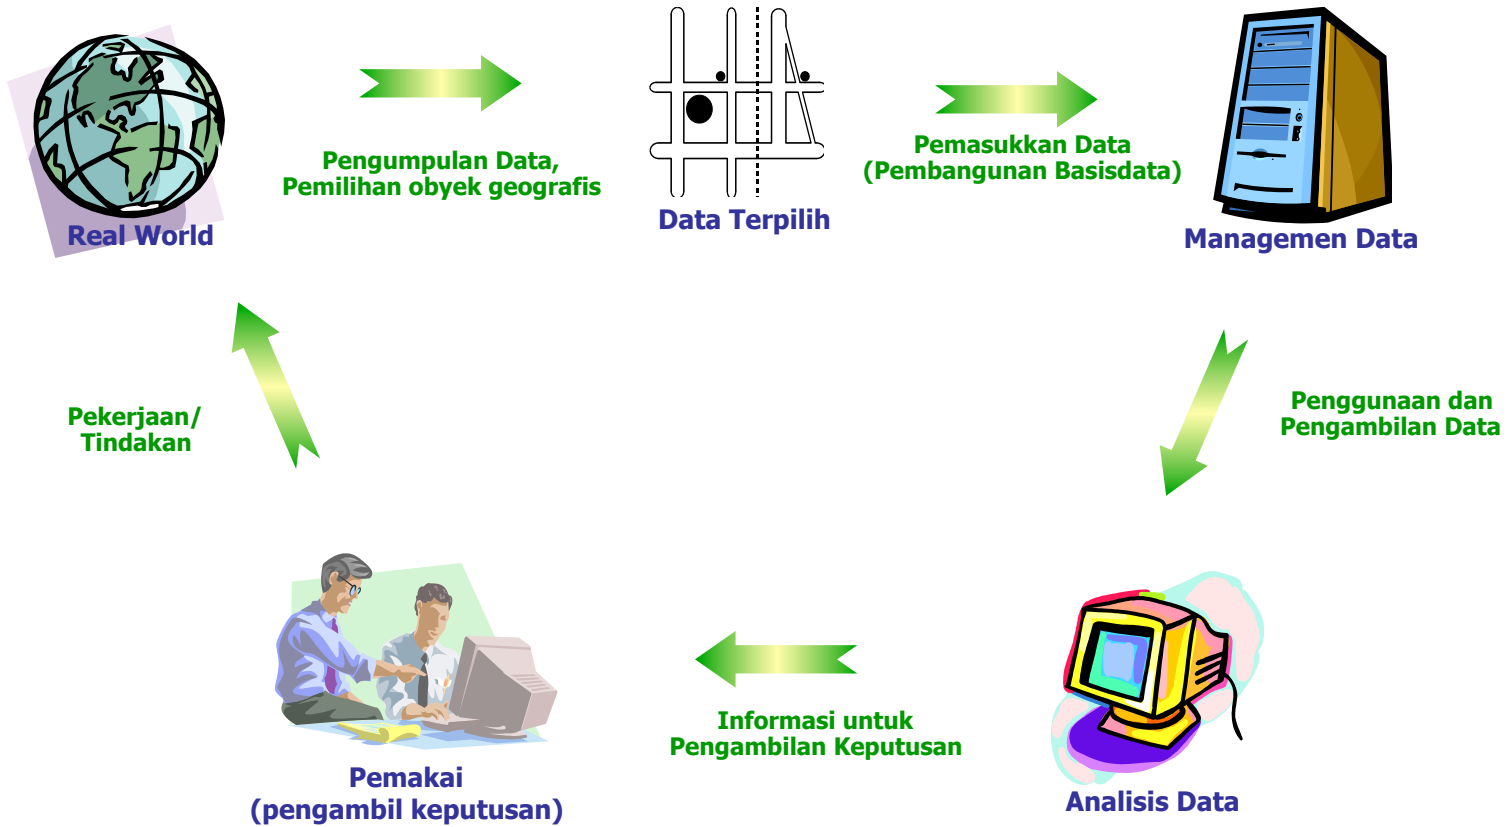 Real World
Pengumpulan Data,
Pemilihan obyek geografis
Data Terpilih
Pemasukkan Data
(Pembangunan Basisdata)
Managemen Data
Penggunaan dan
Pengambilan Data
Analisis Data
Informasi untuk
Pengambilan Keputusan
Pemakai
(pengambil keputusan)
Pekerjaan/
Tindakan